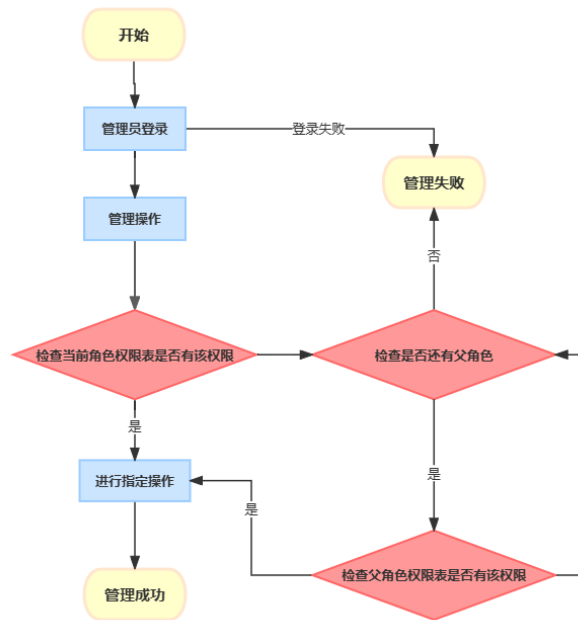 开始
管理员登录
登录失败
管理失败
管理操作
否
检查当前角色权限表是否有该权限
检查是否还有父角色
是
是
进行指定操作
是
检查父角色权限表是否有该权限
管理成功